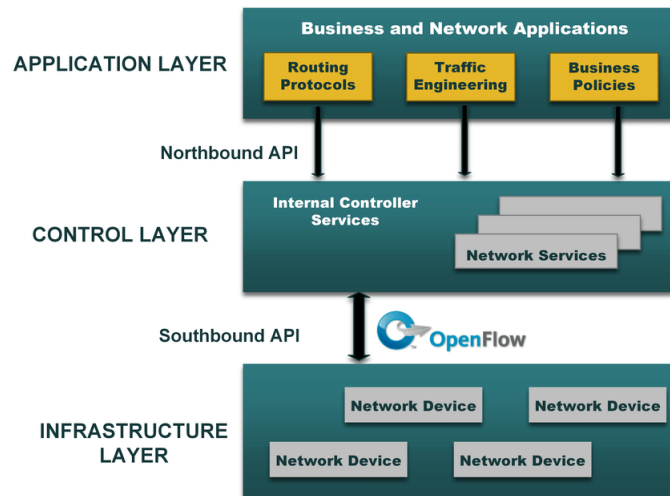 Business and Network Applications
APPLICATION LAYER
Routing
Protocols
Traffic
Engineering
Business
Policies
Northbound API
Internal Controller
Services
CONTROL LAYER
Network Services
Southbound API
OpenFlow
TM
Network Device
Network Device
INFRASTRUCTURE
LAYER
Network Device
Network Device